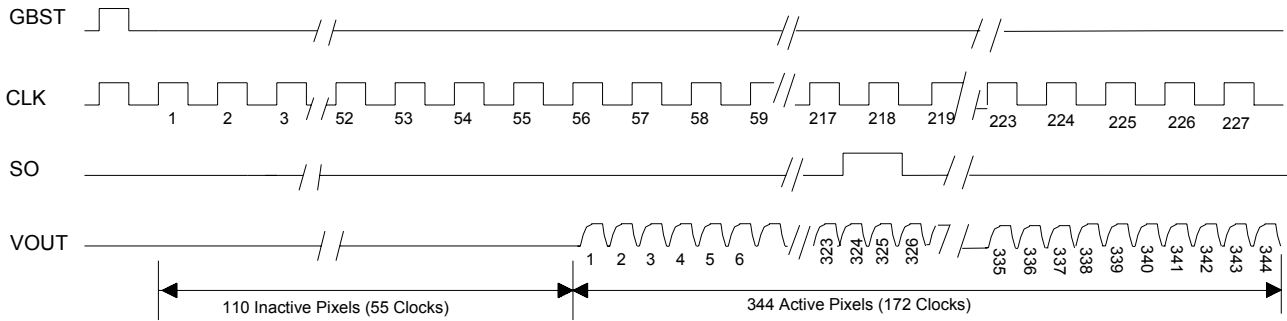 GBST
CLK
1 2 3 52 53 54 55 56 57 58 59 217 218 219 223 224 225 226 227
SO
VOUT
1 2 3 4 5 6 323 324 325 326 335 336 337 338 339 340 341 342 343 344
110 Inactive Pixels (55 Clocks) 344 Active Pixels (172 Clocks)